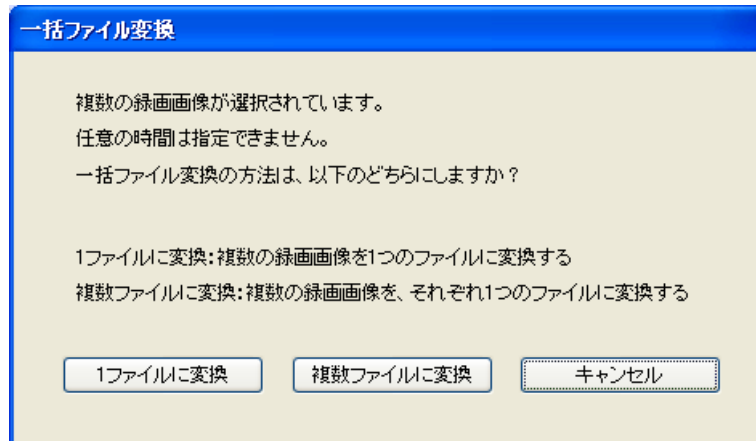 一括ファイル変換
複数の録画画像が選択されています。
任意の時間は指定できません。
一括ファイル変換の方法は、以下のどちらにしますか？
1ファイルに変換:複数の録画画像を1つのファイルに変換する
複数ファイルに変換:複数の録画画像を、それぞれ1つのファイルに変換する
1ファイルに変換
複数ファイルに変換
キャンセル